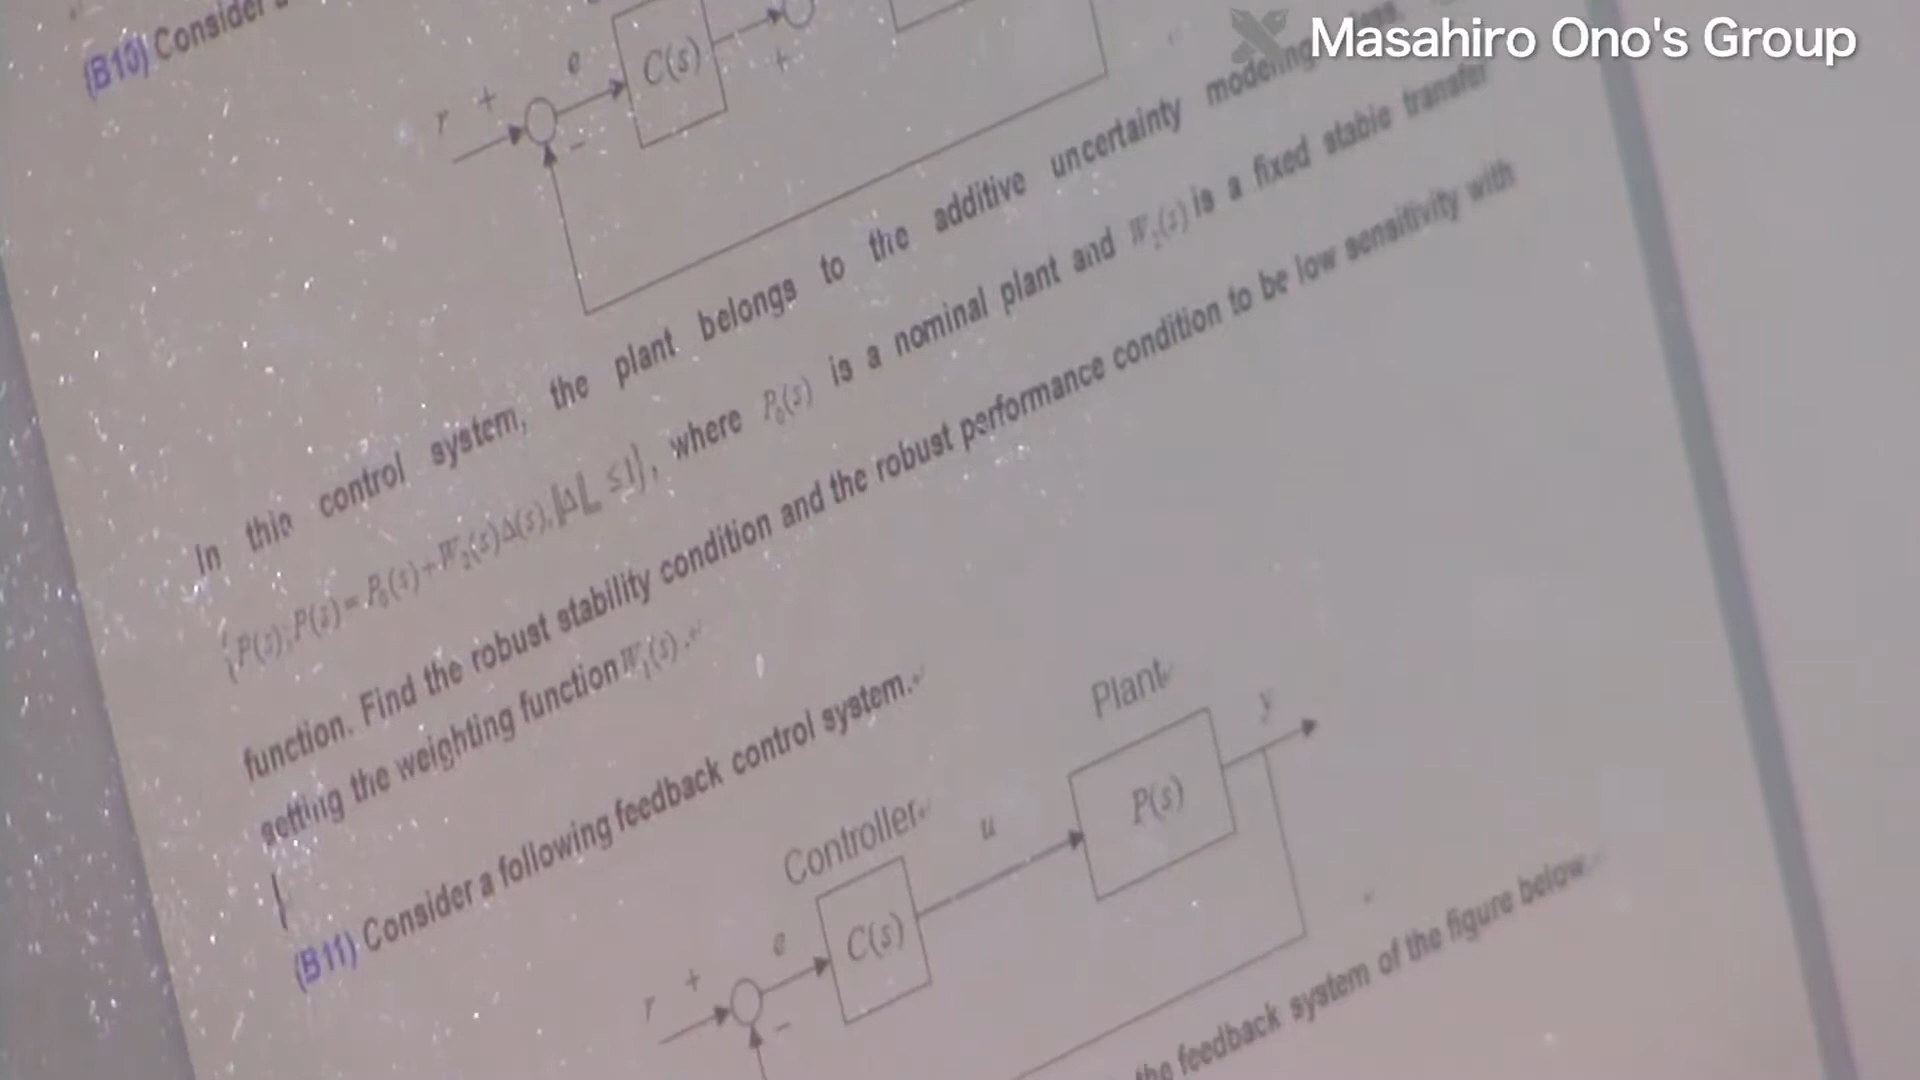 Masahiro Ono's Group
(B10) Consider
r + e C(s) +
−
In this control system, the plant belongs to the additive uncertainty modeling
{P(s); P(s) = P₀(s) + W₂(s)Δ(s), ‖Δ‖ ≤ 1}, where P₀(s) is a nominal plant and W₂(s) is a fixed stable transfer
function. Find the robust stability condition and the robust performance condition to be low sensitivity with
setting the weighting function W₁(s).
(B11) Consider a following feedback control system.
Controller Plant
r + e C(s) u P(s) y
−
the feedback system of the figure below.